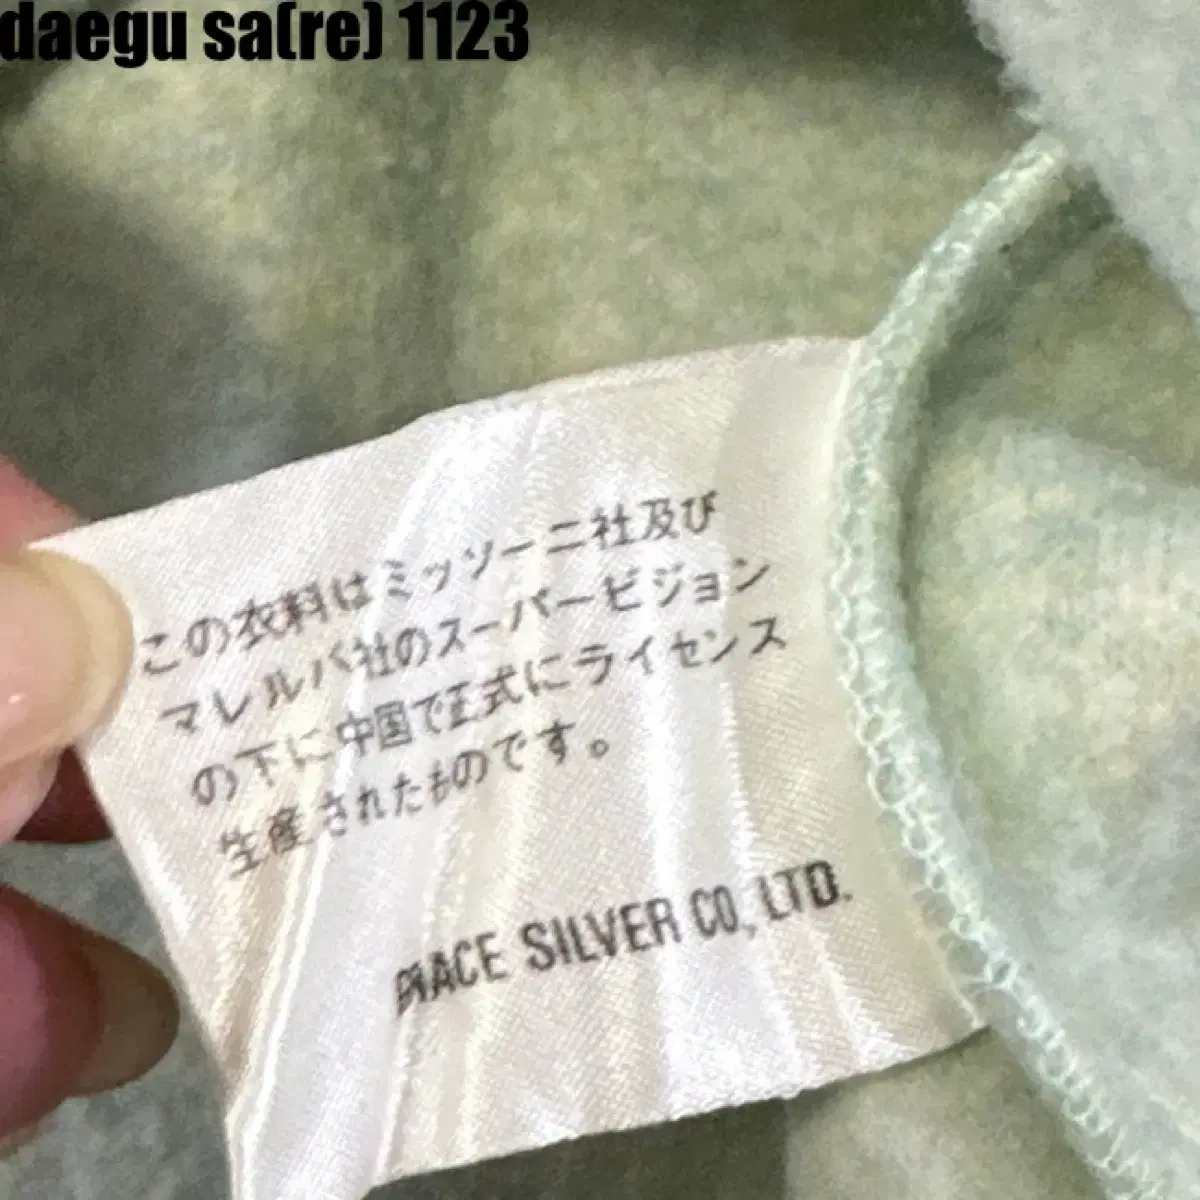 daegu sa(re) 1123
この衣料はミッソーニ社及び
マレルバ社のスーパービジョン
の下に中国で正式にライセンス
生産されたものです。
PIACE SILVER CO., LTD.